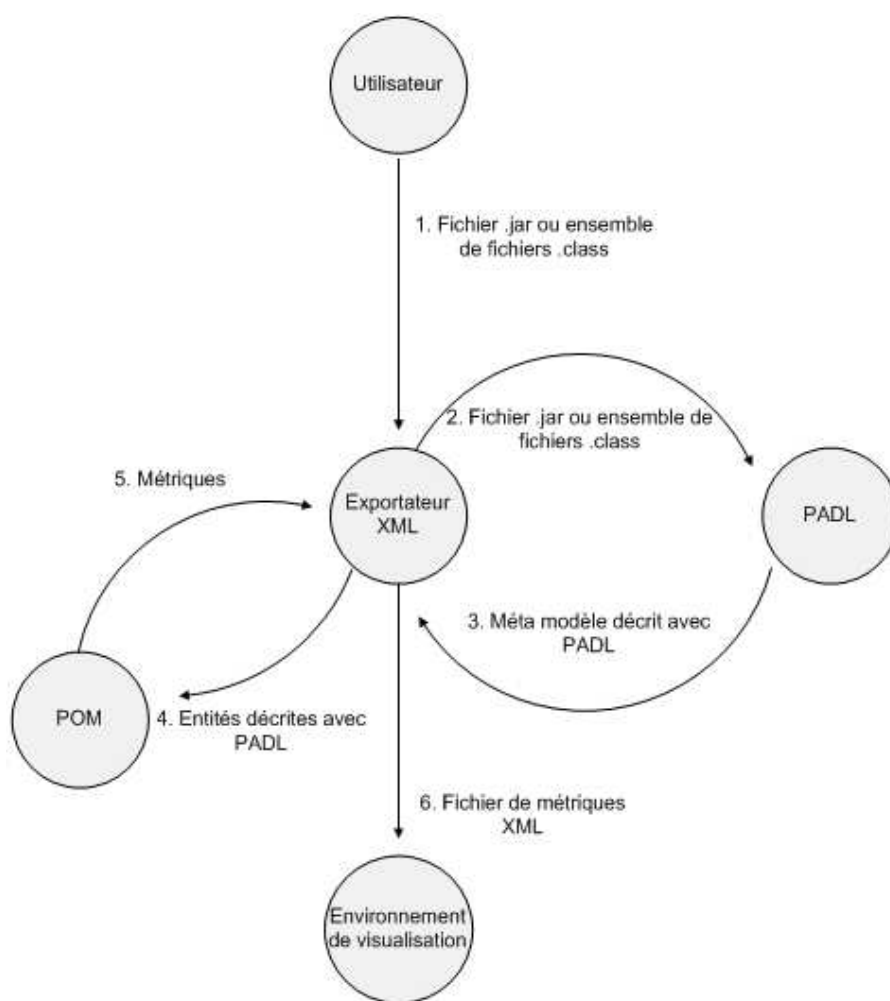 Utilisateur
1. Fichier .jar ou ensemble
de fichiers .class
2. Fichier .jar ou ensemble de
fichiers .class
5. Métriques
Exportateur
XML
PADL
3. Méta modèle décrit avec
PADL
POM
4. Entités décrites avec
PADL
6. Fichier de métriques
XML
Environnement
de visualisation